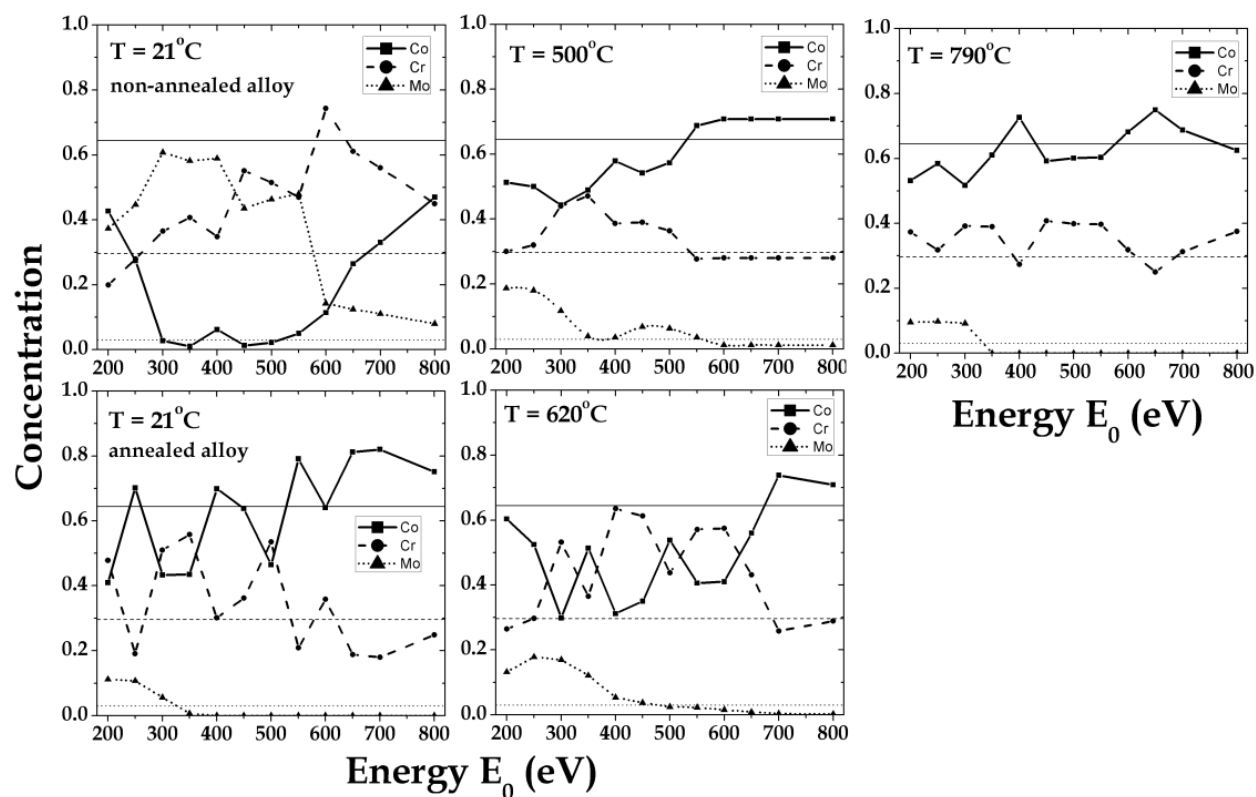 Concentration
T = 21°C
non-annealed alloy
Co
Cr
Mo
1.0
0.8
0.6
0.4
0.2
0.0
200 300 400 500 600 700 800
T = 500°C
Co
Cr
Mo
1.0
0.8
0.6
0.4
0.2
0.0
200 300 400 500 600 700 800
T = 790°C
Co
Cr
Mo
1.0
0.8
0.6
0.4
0.2
0.0
200 300 400 500 600 700 800
Energy E₀ (eV)
T = 21°C
annealed alloy
Co
Cr
Mo
1.0
0.8
0.6
0.4
0.2
0.0
200 300 400 500 600 700 800
T = 620°C
Co
Cr
Mo
1.0
0.8
0.6
0.4
0.2
0.0
200 300 400 500 600 700 800
Energy E₀ (eV)